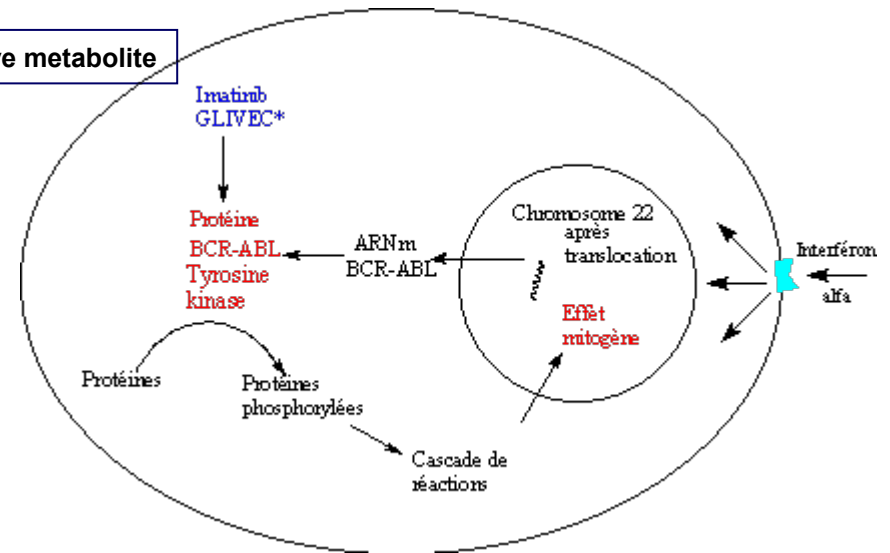 metabolite
Imatinib
GLIVEC*
Protéine
BCR-ABL
Tyrosine
kinase
ARNm
BCR-ABL
Chromosome 22
après
translocation
Effet
mitogène
Interféron
alfa
Protéines
Protéines
phosphorylées
Cascade de
réactions